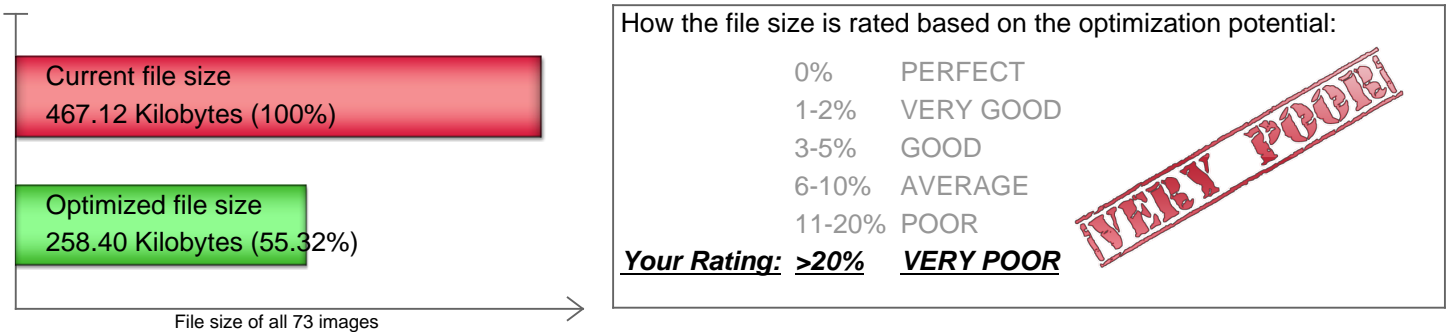 Current file size
467.12 Kilobytes (100%)
Optimized file size
258.40 Kilobytes (55.32%)
File size of all 73 images
How the file size is rated based on the optimization potential:
0% PERFECT
1-2% VERY GOOD
3-5% GOOD
6-10% AVERAGE
11-20% POOR
Your Rating: >20% VERY POOR
VERY POOR